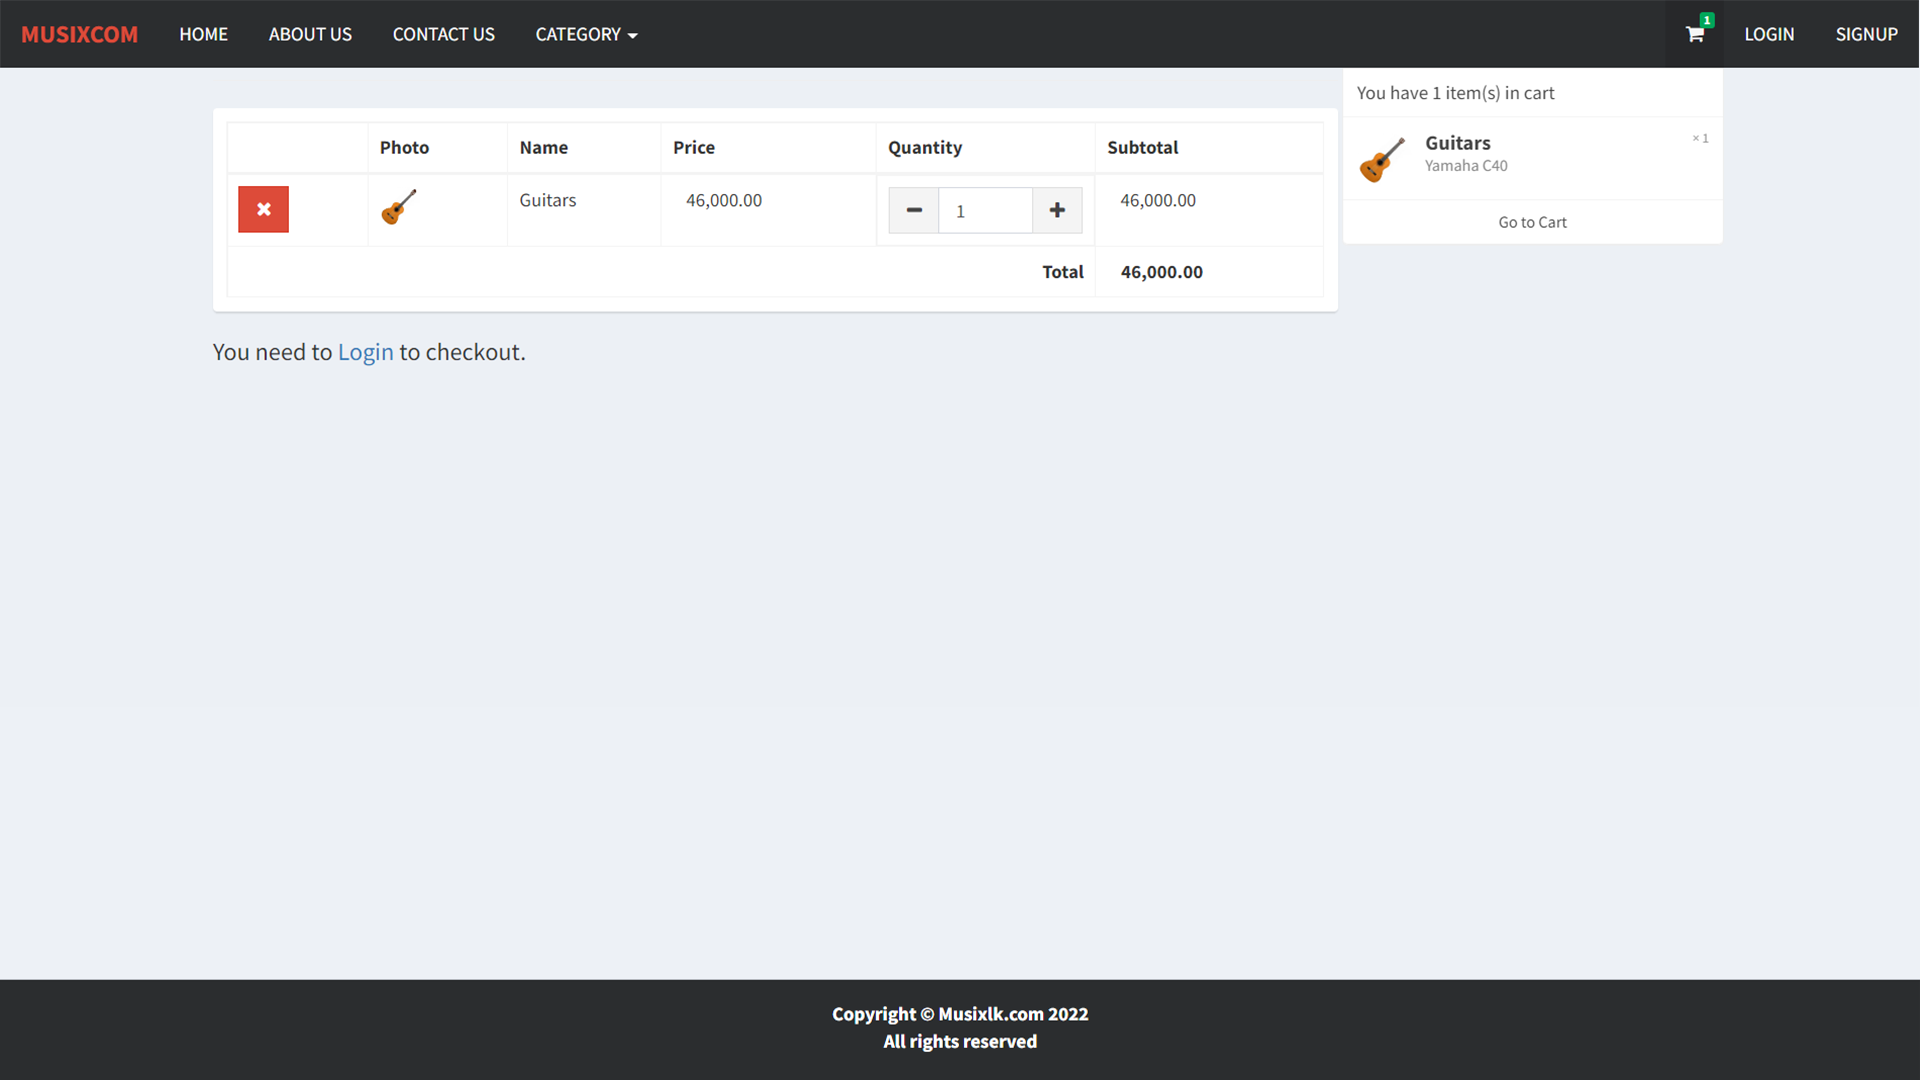 MUSIXCOM HOME ABOUT US CONTACT US CATEGORY 1 LOGIN SIGNUP
You have 1 item(s) in cart
Guitars × 1
Yamaha C40
Go to Cart
Photo Name Price Quantity Subtotal
Guitars 46,000.00 1 46,000.00
Total 46,000.00
You need to Login to checkout.
Copyright © Musixlk.com 2022
All rights reserved